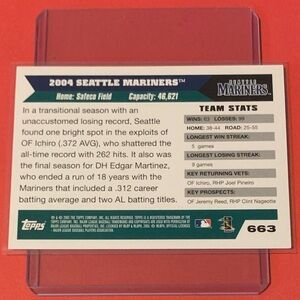 2004 SEATTLE MARINERS™
Home: Safeco Field Capacity: 46,621
In a transitional season with an
unaccustomed losing record, Seattle
found one bright spot in the exploits of
OF Ichiro (.372 AVG), who shattered the
all-time record with 262 hits. It also was
the final season for DH Edgar Martinez,
who ended a run of 18 years with the
Mariners that included a .312 career
batting average and two AL batting titles.
SEATTLE
MARINERS
TEAM STATS
WINS: 63 LOSSES: 99
HOME: 38-44 ROAD: 25-55
LONGEST WIN STREAK:
5 games
LONGEST LOSING STREAK:
9 games
KEY RETURNING VETS:
OF Ichiro, RHP Joel Pineiro
KEY PROSPECTS:
OF Jeremy Reed, RHP Clint Nageotte
Topps
663